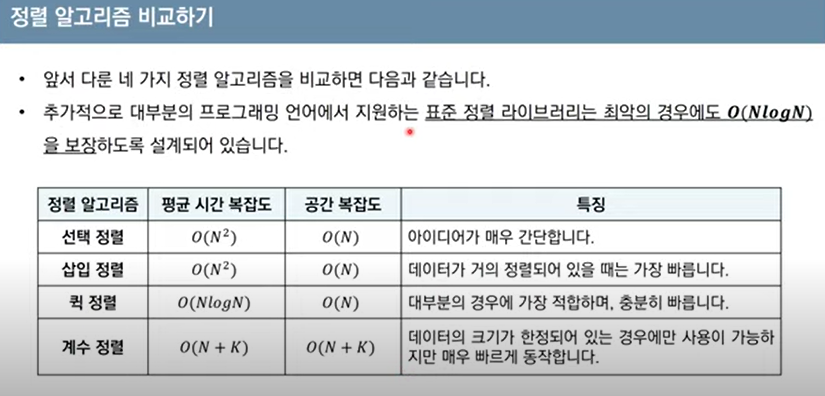 정렬 알고리즘 비교하기
• 앞서 다룬 네 가지 정렬 알고리즘을 비교하면 다음과 같습니다.
• 추가적으로 대부분의 프로그래밍 언어에서 지원하는 표준 정렬 라이브러리는 최악의 경우에도 O(NlogN)
을 보장하도록 설계되어 있습니다.
정렬 알고리즘 평균 시간 복잡도 공간 복잡도 특징
선택 정렬 O(N²) O(N) 아이디어가 매우 간단합니다.
삽입 정렬 O(N²) O(N) 데이터가 거의 정렬되어 있을 때는 가장 빠릅니다.
퀵 정렬 O(NlogN) O(N) 대부분의 경우에 가장 적합하며, 충분히 빠릅니다.
계수 정렬 O(N + K) O(N + K) 데이터의 크기가 한정되어 있는 경우에만 사용이 가능하
지만 매우 빠르게 동작합니다.